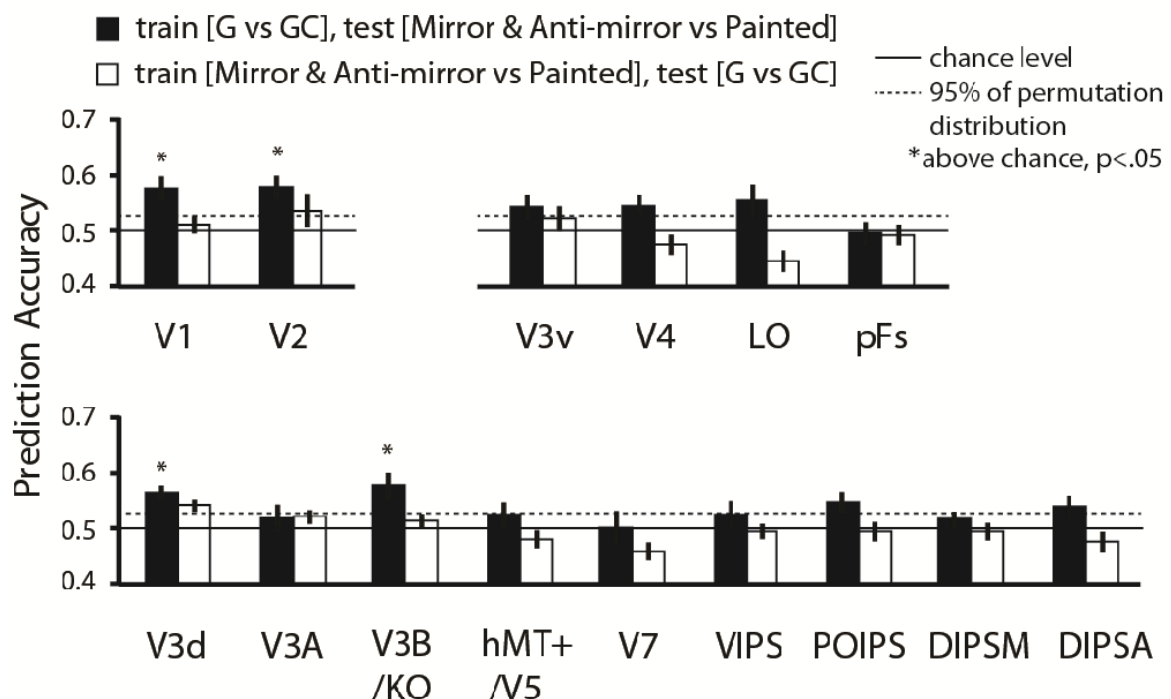 train [G vs GC], test [Mirror & Anti-mirror vs Painted]
train [Mirror & Anti-mirror vs Painted], test [G vs GC]
chance level
95% of permutation
distribution
*above chance, p<.05
Prediction Accuracy
0.7
0.6
0.5
0.4
* *
V1 V2 V3v V4 LO pFs
0.7
0.6
0.5
0.4
* *
V3d V3A V3B hMT+ V7 VIPS POIPS DIPSM DIPSA
/KO /V5